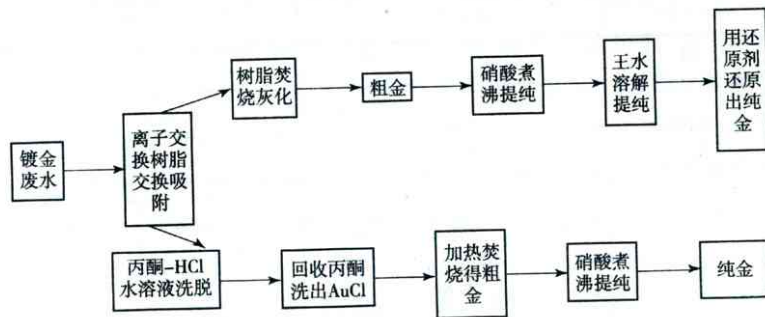 镀金
废水
离子交
换树脂
交换吸
附
树脂焚
烧灰化
粗金
硝酸煮
沸提纯
王水
溶解
提纯
用还
原剂
还原
出纯
金
丙酮-HCl
水溶液洗脱
回收丙酮
洗出AuCl
加热焚
烧得粗
金
硝酸煮
沸提纯
纯金